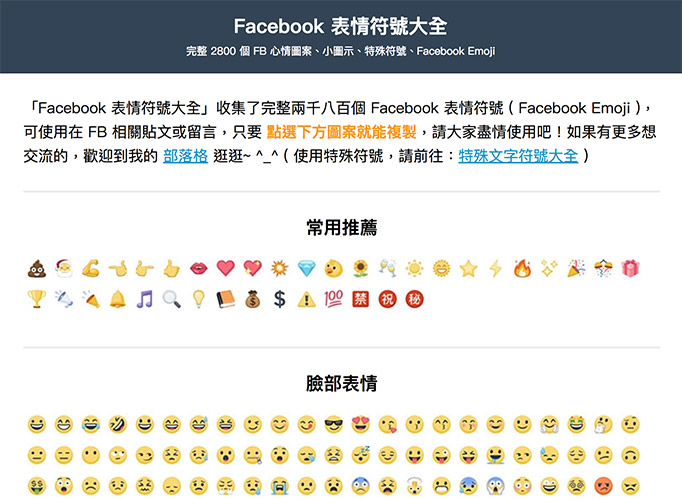 Facebook 表情符號大全
完整 2800 個 FB 心情圖案、小圖示、特殊符號、Facebook Emoji
「Facebook 表情符號大全」收集了完整兩千八百個 Facebook 表情符號 ( Facebook Emoji )，
可使用在 FB 相關貼文或留言，只要 點選下方圖案就能複製，請大家盡情使用吧！如果有更多想
交流的，歡迎到我的 部落格 逛逛~ ^_^ ( 使用特殊符號，請前往：特殊文字符號大全 )
常用推薦
100 禁 祝 秘
臉部表情